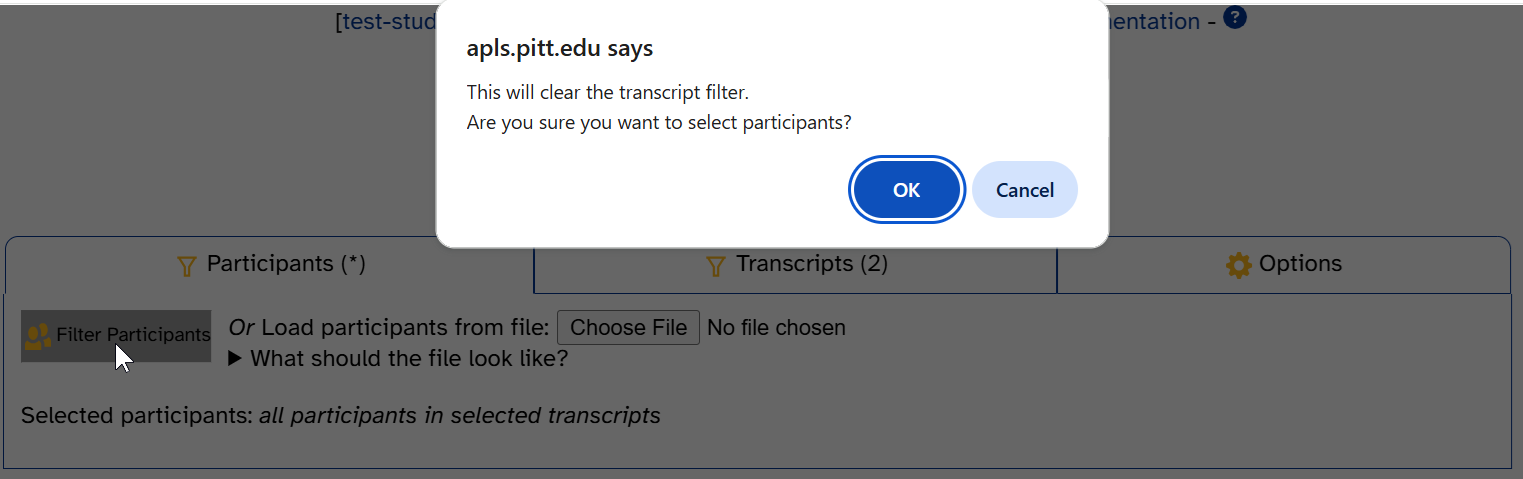 [test-stud
mentation - ?
apls.pitt.edu says
This will clear the transcript filter.
Are you sure you want to select participants?
OK
Cancel
Participants (*)
Transcripts (2)
Options
Filter Participants
Or Load participants from file: Choose File No file chosen
▶ What should the file look like?
Selected participants: all participants in selected transcripts